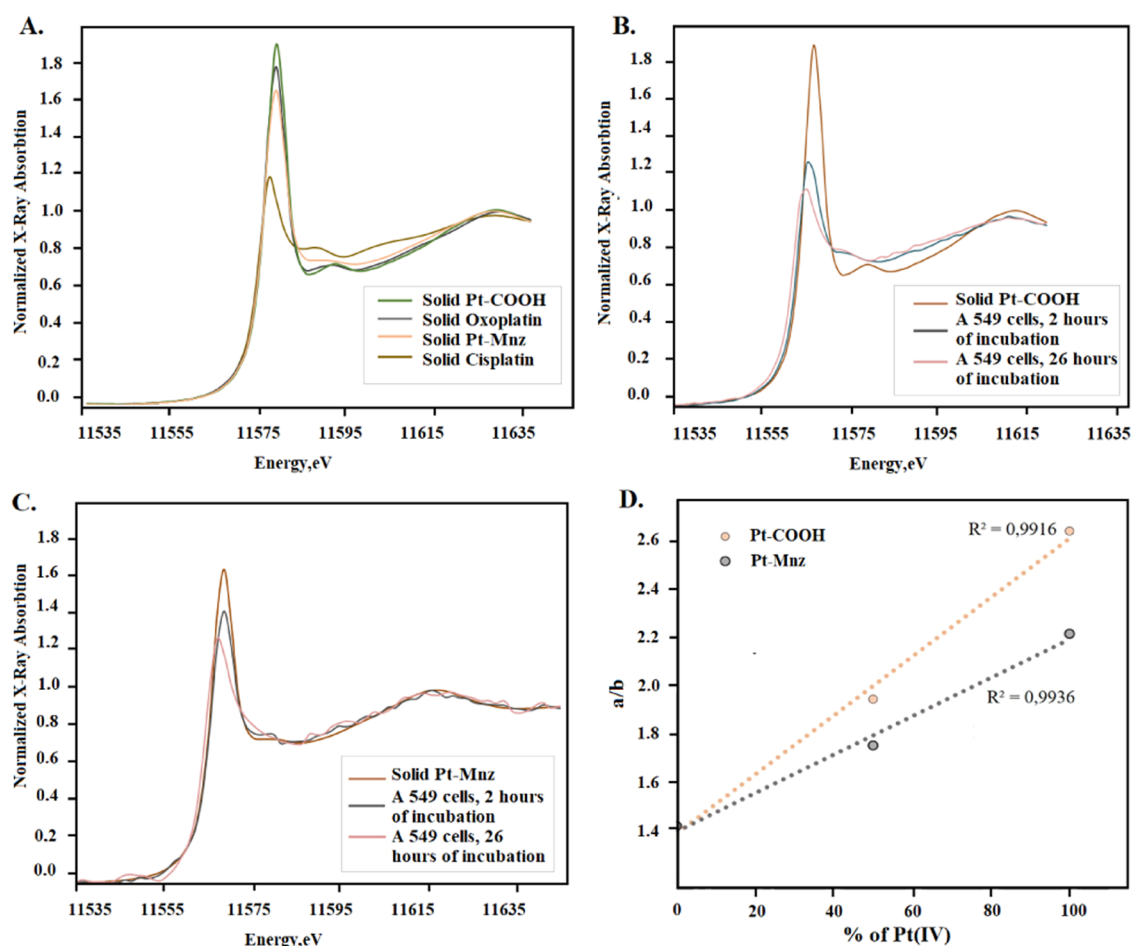 A.
Normalized X-Ray Absorbtion
1.8
1.6
1.4
1.2
1.0
0.8
0.6
0.4
0.2
0.0
Solid Pt-COOH
Solid Oxoplatin
Solid Pt-Mnz
Solid Cisplatin
11535 11555 11575 11595 11615 11635
Energy,eV
B.
Normalized X-Ray Absorbtion
1.8
1.6
1.4
1.2
1.0
0.8
0.6
0.4
0.2
0.0
Solid Pt-COOH
A 549 cells, 2 hours
of incubation
A 549 cells, 26 hours
of incubation
11535 11555 11575 11595 11615 11635
Energy,eV
C.
Normalized X-Ray Absorbtion
1.8
1.6
1.4
1.2
1.0
0.8
0.6
0.4
0.2
0.0
Solid Pt-Mnz
A 549 cells, 2 hours
of incubation
A 549 cells, 26
hours of incubation
11535 11555 11575 11595 11615 11635
Energy,eV
D.
a/b
2.6
2.4
2.2
2.0
1.8
1.6
1.4
Pt-COOH
Pt-Mnz
R² = 0,9916
R² = 0,9936
0 20 40 60 80 100
% of Pt(IV)